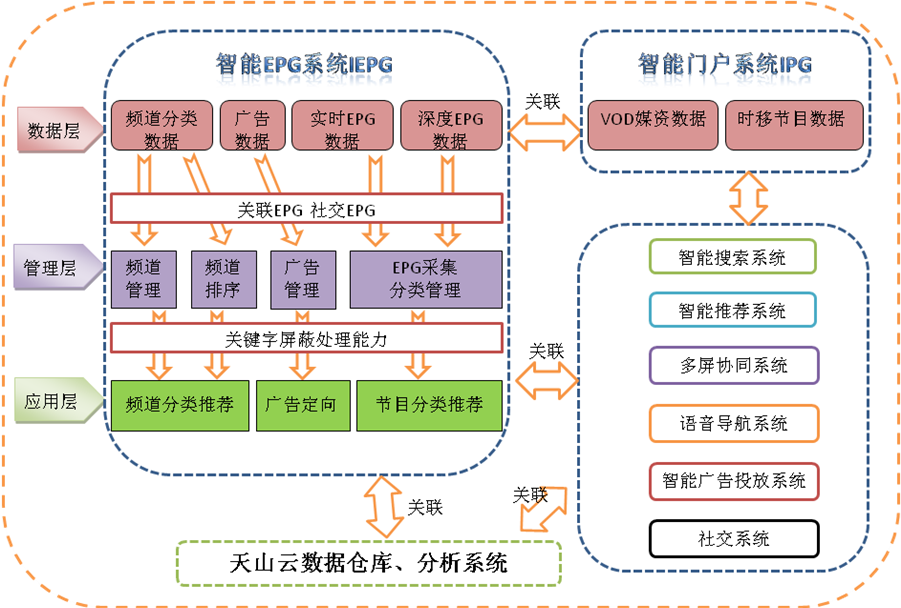 智能EPG系统IEPG
智能门户系统IPG
数据层
频道分类
数据
广告
数据
实时EPG
数据
深度EPG
数据
关联
VOD媒资数据
时移节目数据
关联EPG 社交EPG
管理层
频道
管理
频道
排序
广告
管理
EPG采集
分类管理
关键字屏蔽处理能力
应用层
频道分类推荐
广告定向
节目分类推荐
关联
智能搜索系统
智能推荐系统
多屏协同系统
语音导航系统
智能广告投放系统
社交系统
关联
关联
天山云数据仓库、分析系统